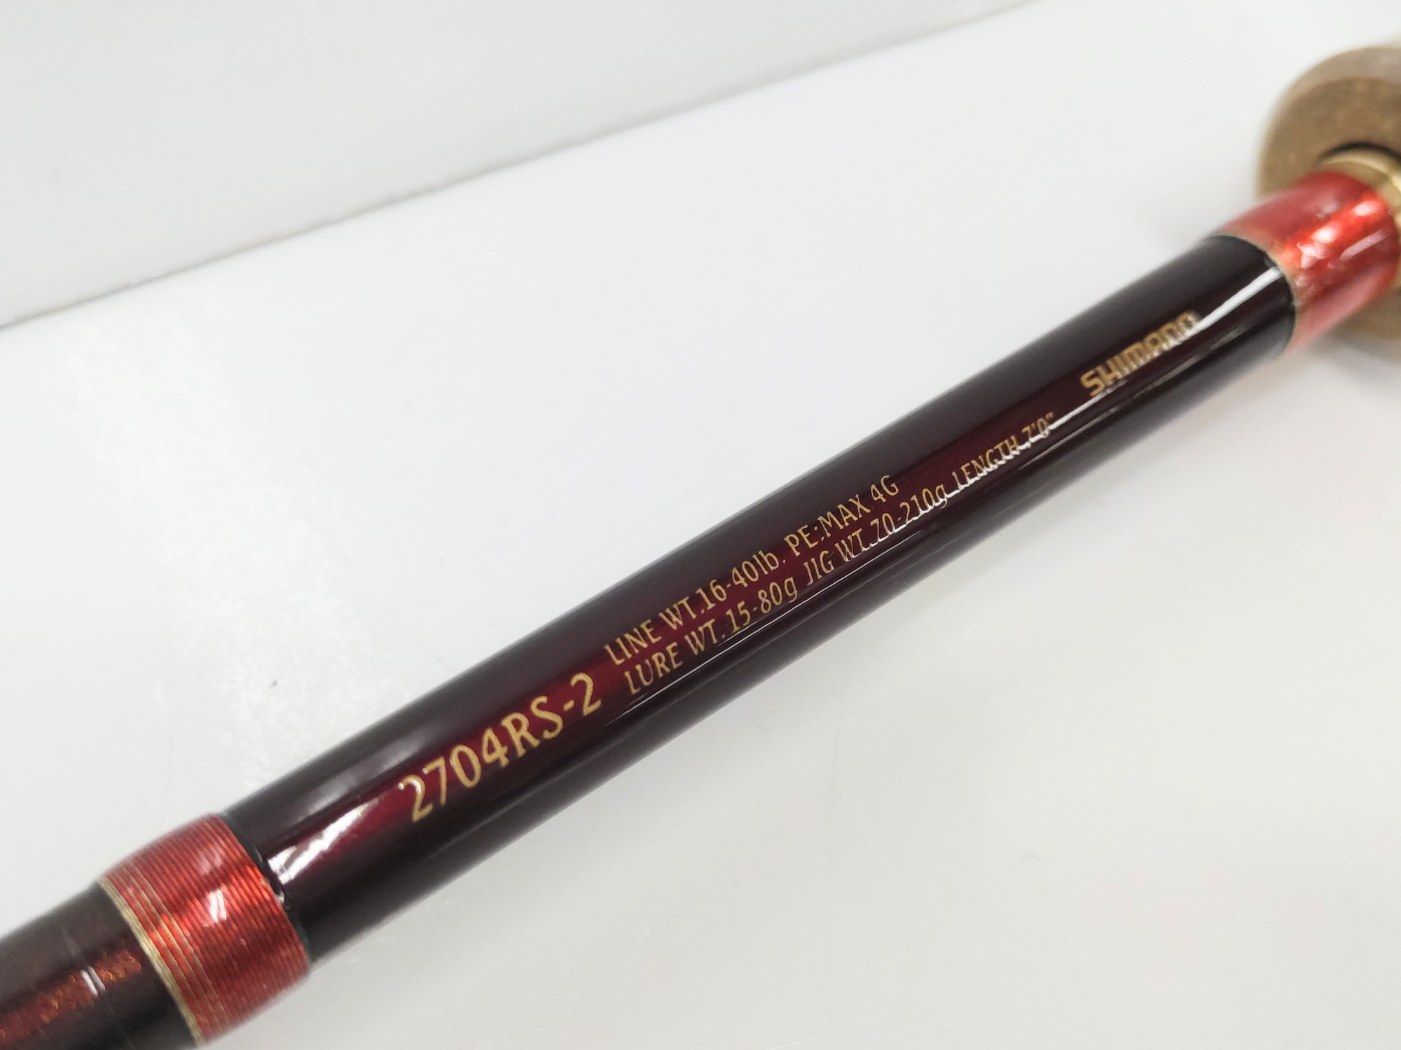 2704RS-2
LINE WT.16-40lb. PE:MAX 4G
LURE WT. 15-80g JIG WT.70-210g LENGTH,7'0"
SHIMANO